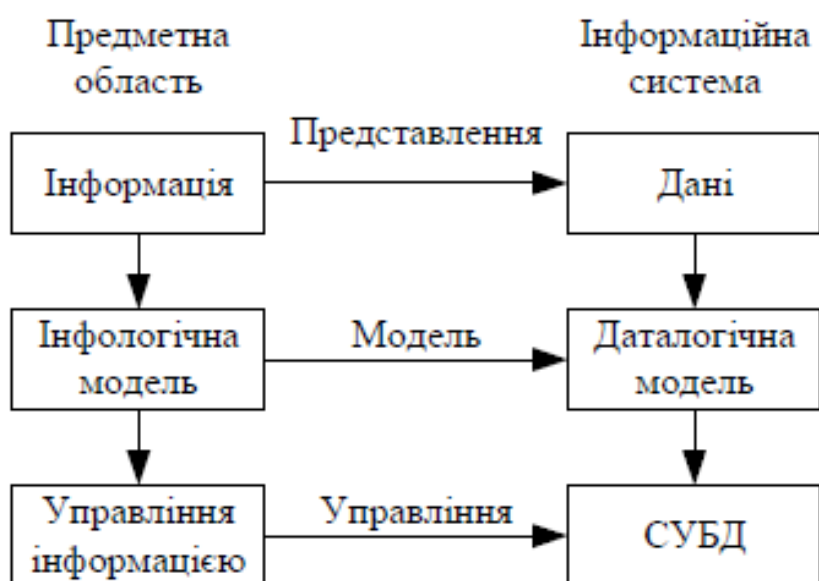 Предметна
область
Інформаційна
система
Представлення
Інформація
Дані
Інфологічна
модель
Модель
Даталогічна
модель
Управління
інформацією
Управління
СУБД